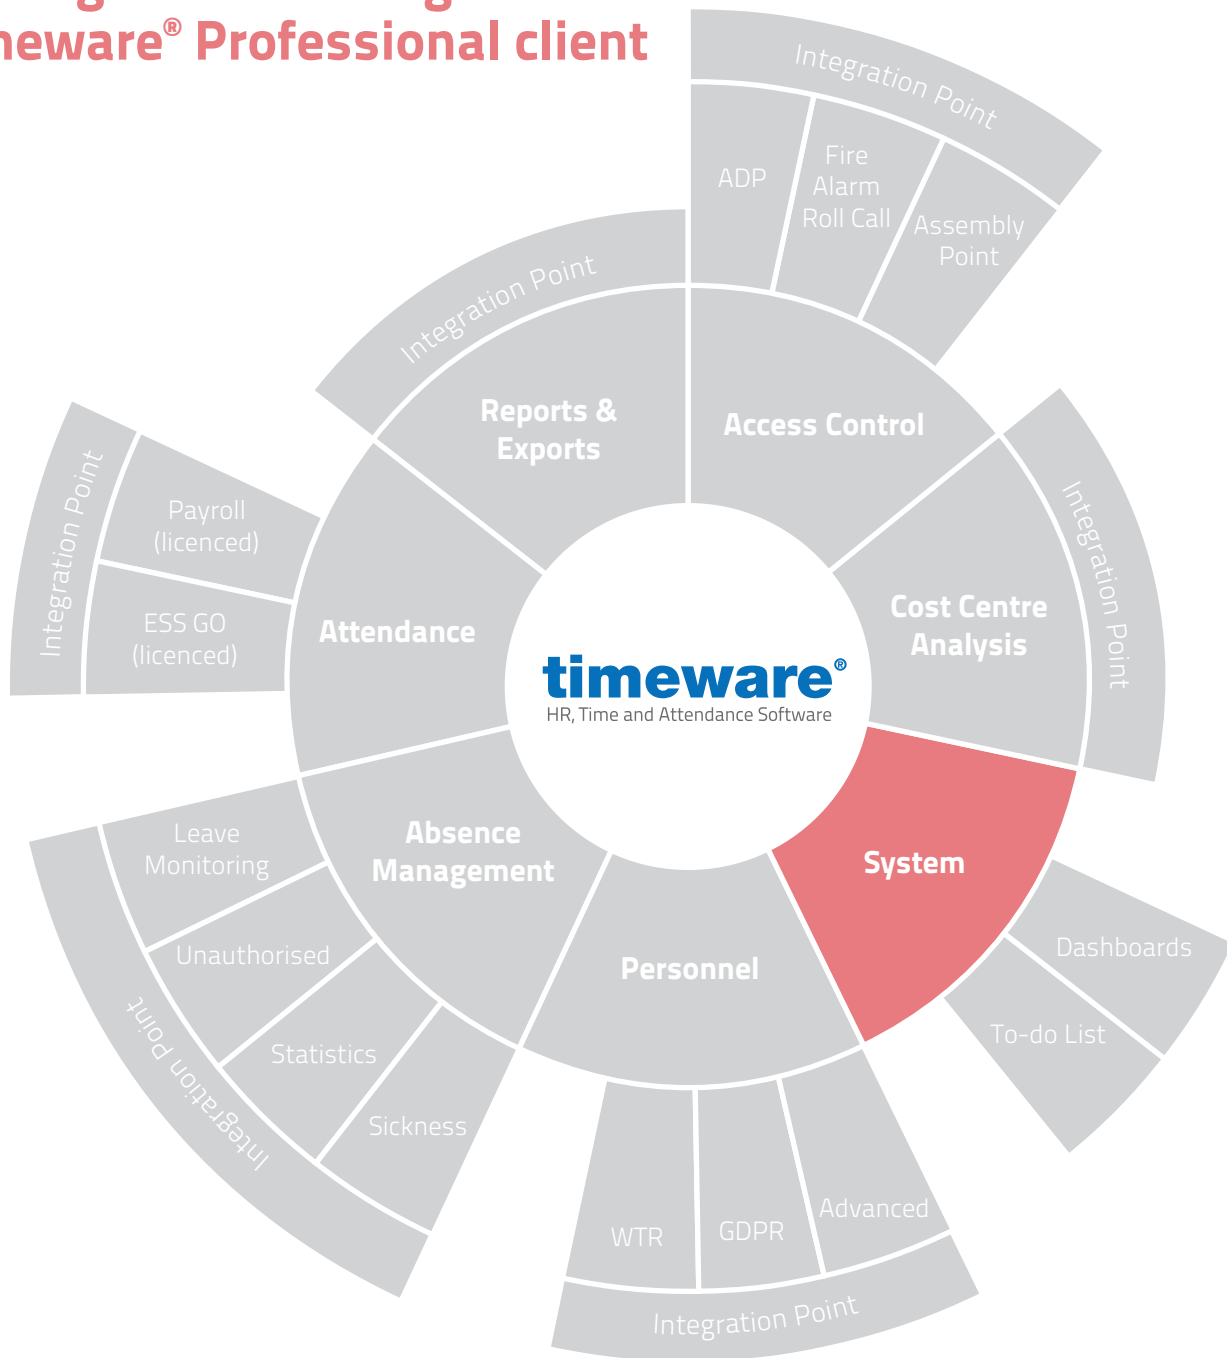 meware® Professional client
Integration Point
ADP
Fire
Alarm
Roll Call
Assembly
Point
Integration Point
Reports &
Exports
Access Control
Integration Point
Payroll
(licenced)
ESS GO
(licenced)
Attendance
Integration Point
Cost Centre
Analysis
timeware®
HR, Time and Attendance Software
Absence
Management
Leave
Monitoring
Unauthorised
Statistics
Sickness
Integration Point
System
Dashboards
To-do List
Personnel
WTR
GDPR
Advanced
Integration Point